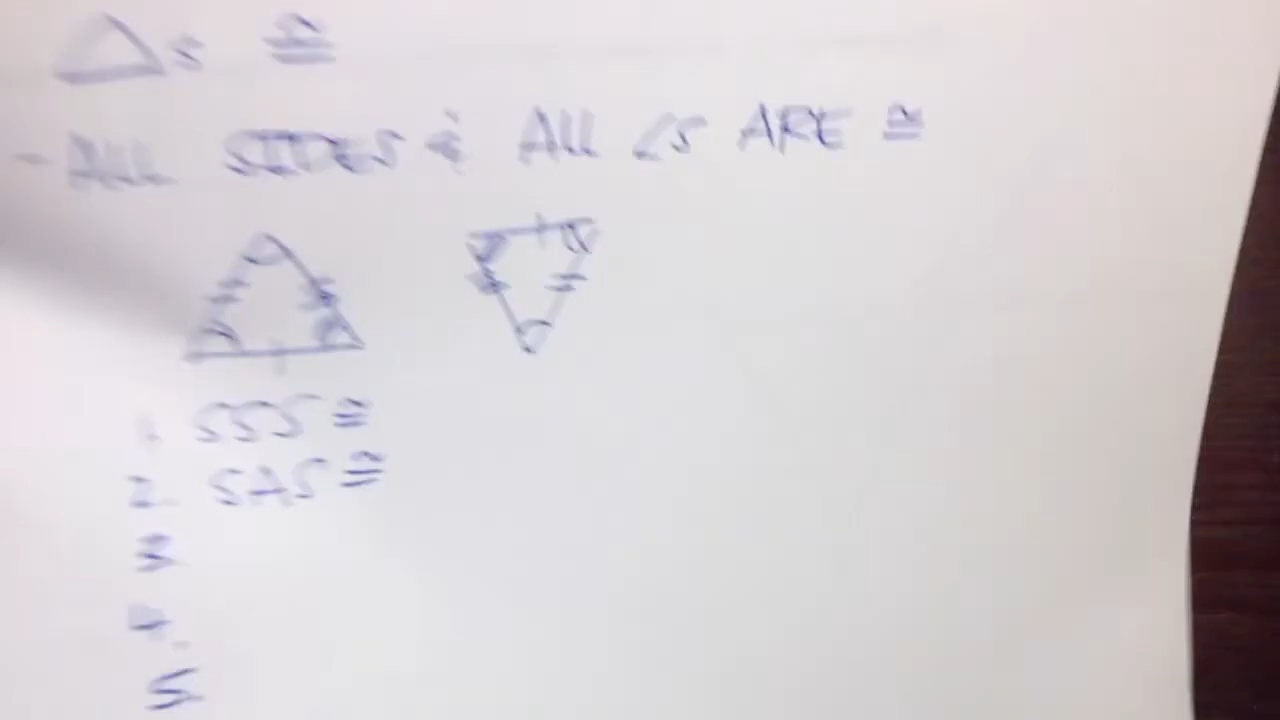 △s ≅
- ALL SIDES & ALL ∠S ARE ≅
1. SSS ≅
2. SAS ≅
3
4.
5